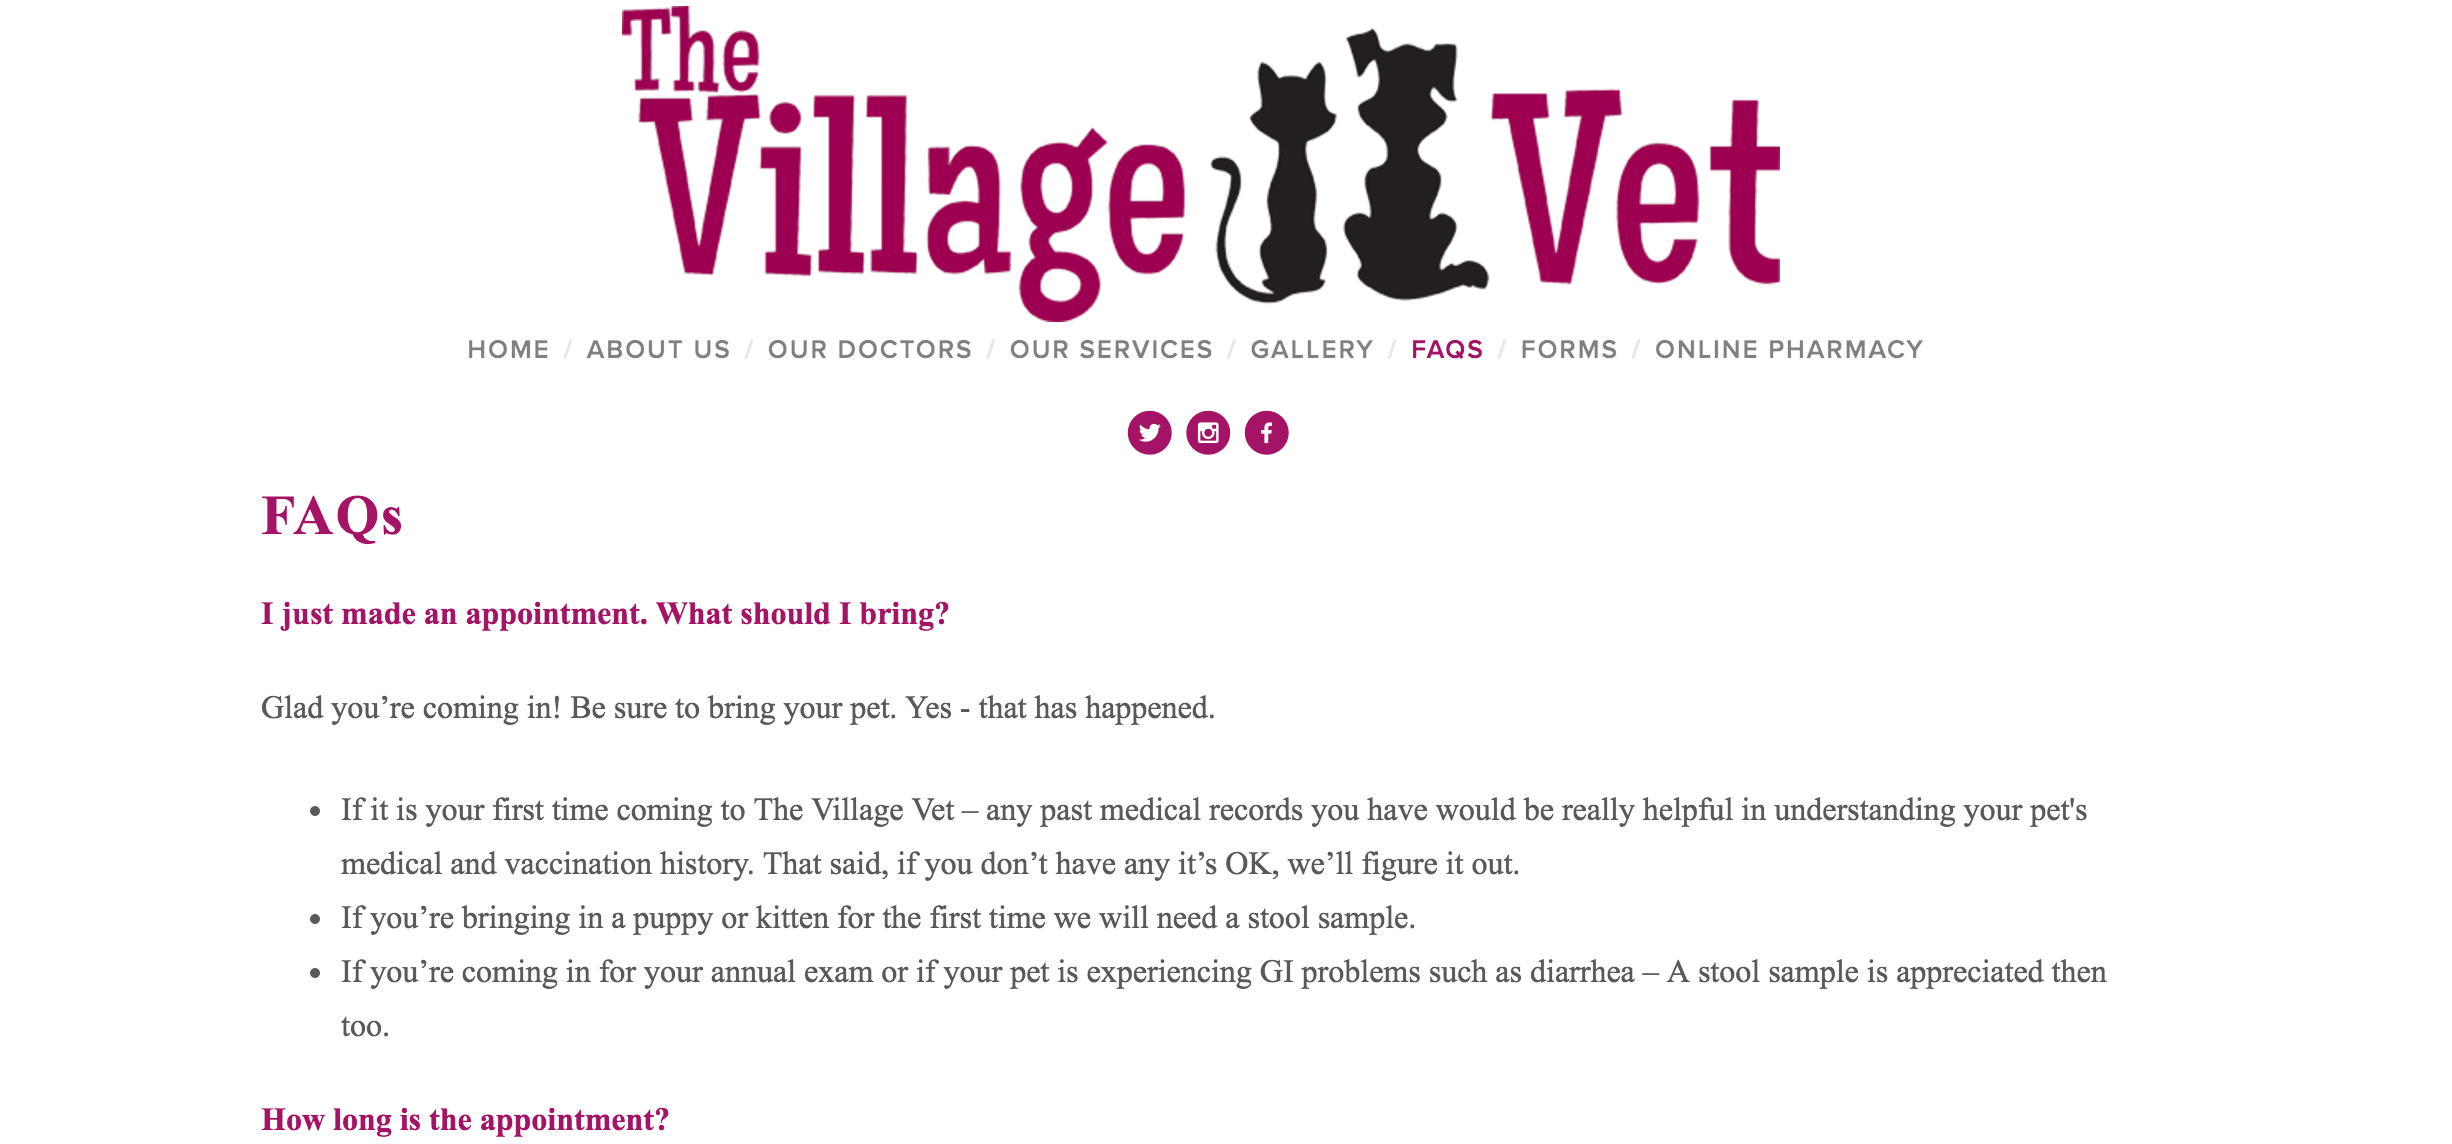 The
Village Vet
HOME / ABOUT US / OUR DOCTORS / OUR SERVICES / GALLERY / FAQS / FORMS / ONLINE PHARMACY
FAQs
I just made an appointment. What should I bring?
Glad you’re coming in! Be sure to bring your pet. Yes - that has happened.
• If it is your first time coming to The Village Vet – any past medical records you have would be really helpful in understanding your pet's
medical and vaccination history. That said, if you don’t have any it’s OK, we’ll figure it out.
• If you’re bringing in a puppy or kitten for the first time we will need a stool sample.
• If you’re coming in for your annual exam or if your pet is experiencing GI problems such as diarrhea – A stool sample is appreciated then
too.
How long is the appointment?